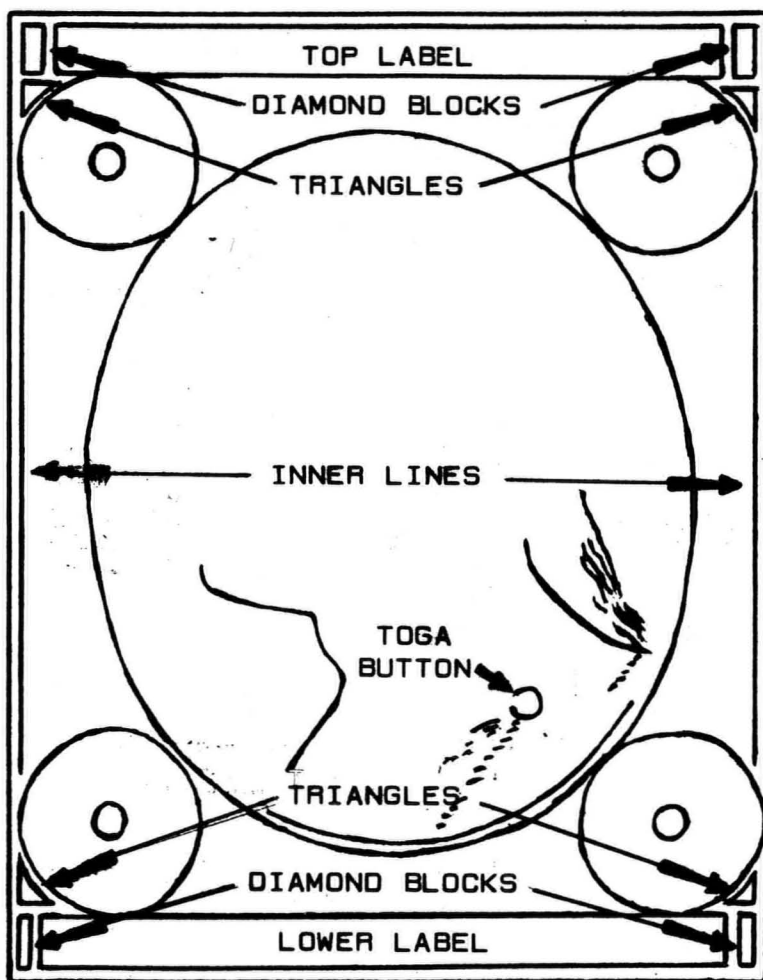 TOP LABEL
DIAMOND BLOCKS
TRIANGLES
INNER LINES
TOGA
BUTTON
TRIANGLES
DIAMOND BLOCKS
LOWER LABEL